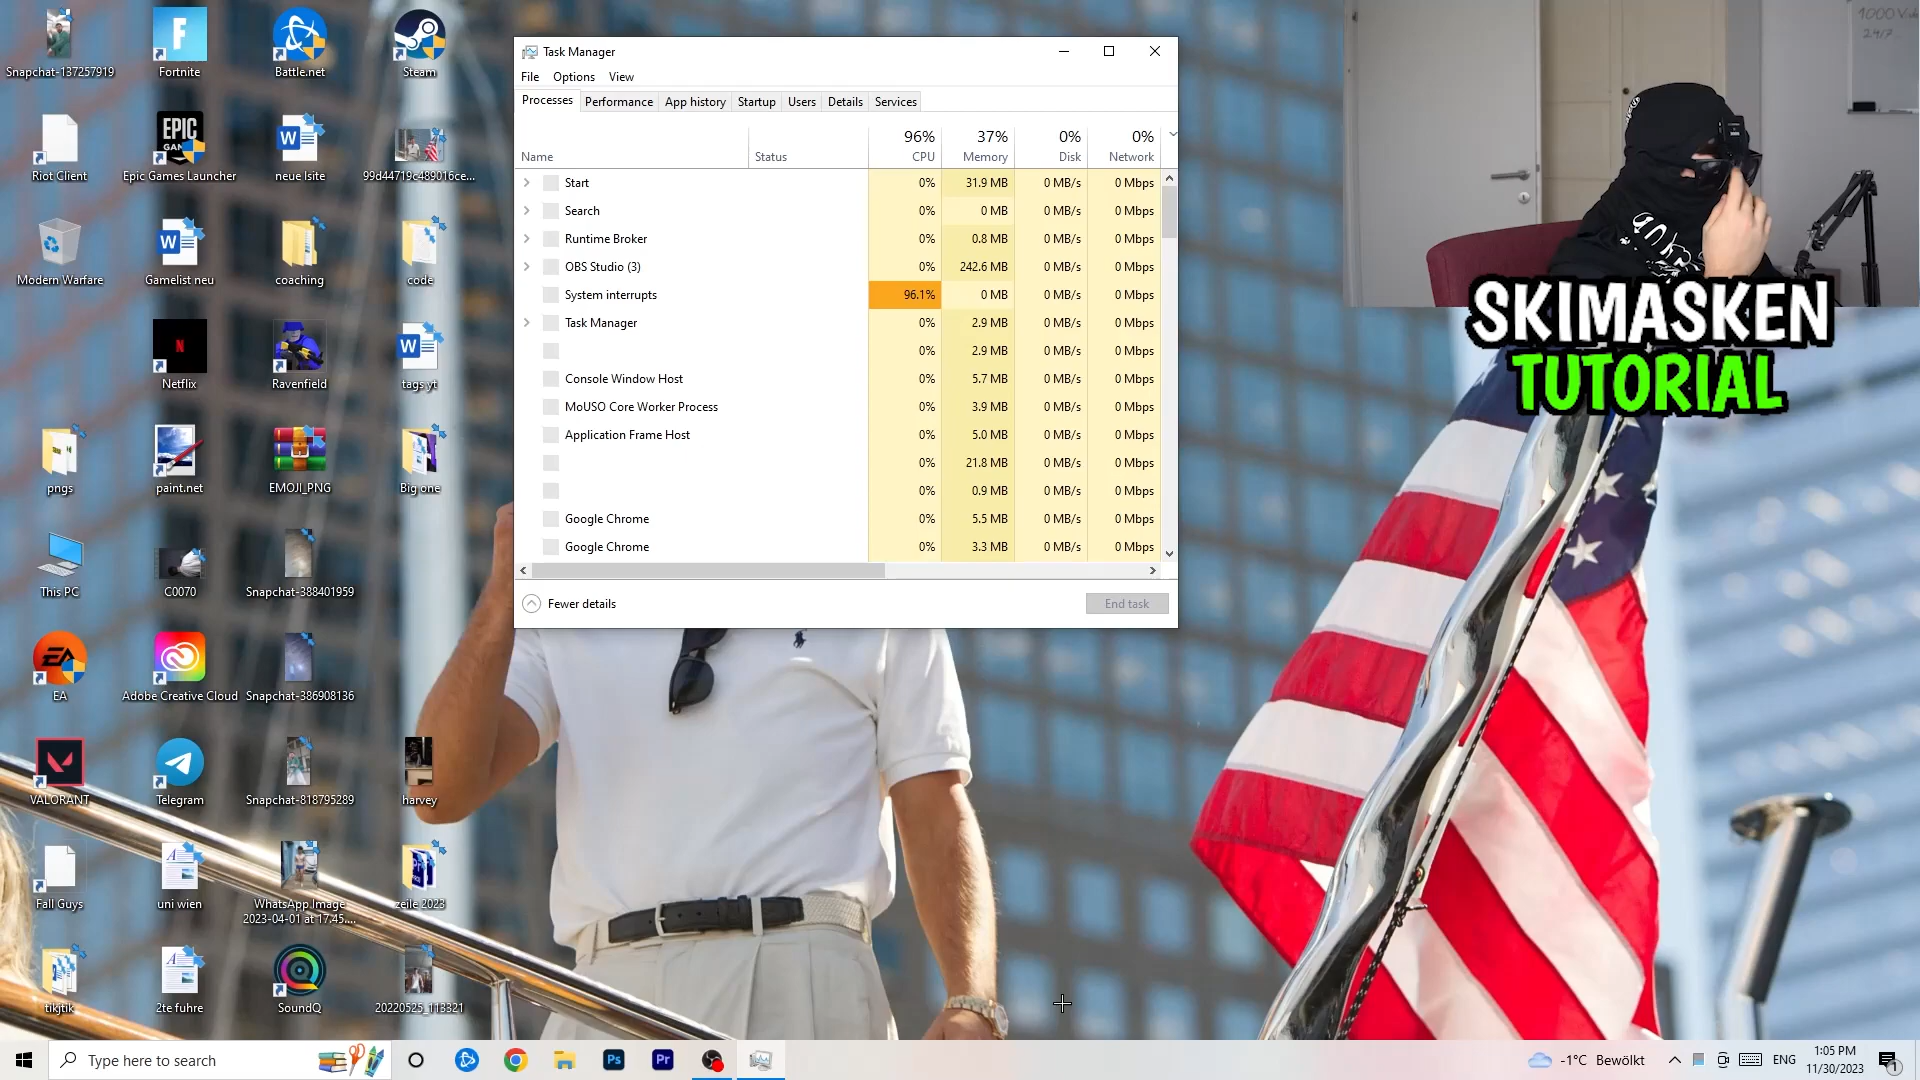 Snapchat-137257919
Fortnite
Battle.net
Steam
Riot Client
EPIC
Epic Games Launcher
neue lsite
99d44719c489016ce...
Modern Warfare
Gamelist neu
coaching
code
N
Netflix
Ravenfield
tags yt
pngs
paint.net
EMOJI_PNG
Big one
This PC
C0070
Snapchat-388401959
EA
EA
Adobe Creative Cloud
Snapchat-386908136
VALORANT
Telegram
Snapchat-818795289
harvey
Fall Guys
uni wien
WhatsApp Image
2023-04-01 at 17.45....
zeile 2023
tikjtik
2te fuhre
SoundQ
20220525_113321
Task Manager
File Options View
Processes Performance App history Startup Users Details Services
96% 37% 0% 0%
Name Status CPU Memory Disk Network
Start 0% 31.9 MB 0 MB/s 0 Mbps
Search 0% 0 MB 0 MB/s 0 Mbps
Runtime Broker 0% 0.8 MB 0 MB/s 0 Mbps
OBS Studio (3) 0% 242.6 MB 0 MB/s 0 Mbps
System interrupts 96.1% 0 MB 0 MB/s 0 Mbps
Task Manager 0% 2.9 MB 0 MB/s 0 Mbps
0% 2.9 MB 0 MB/s 0 Mbps
Console Window Host 0% 5.7 MB 0 MB/s 0 Mbps
MoUSO Core Worker Process 0% 3.9 MB 0 MB/s 0 Mbps
Application Frame Host 0% 5.0 MB 0 MB/s 0 Mbps
0% 21.8 MB 0 MB/s 0 Mbps
0% 0.9 MB 0 MB/s 0 Mbps
Google Chrome 0% 5.5 MB 0 MB/s 0 Mbps
Google Chrome 0% 3.3 MB 0 MB/s 0 Mbps
Fewer details End task
1000
24/7
SKIMASKEN
TUTORIAL
Type here to search
Ps
Pr
-1°C Bewölkt
ENG
1:05 PM
11/30/2023
1